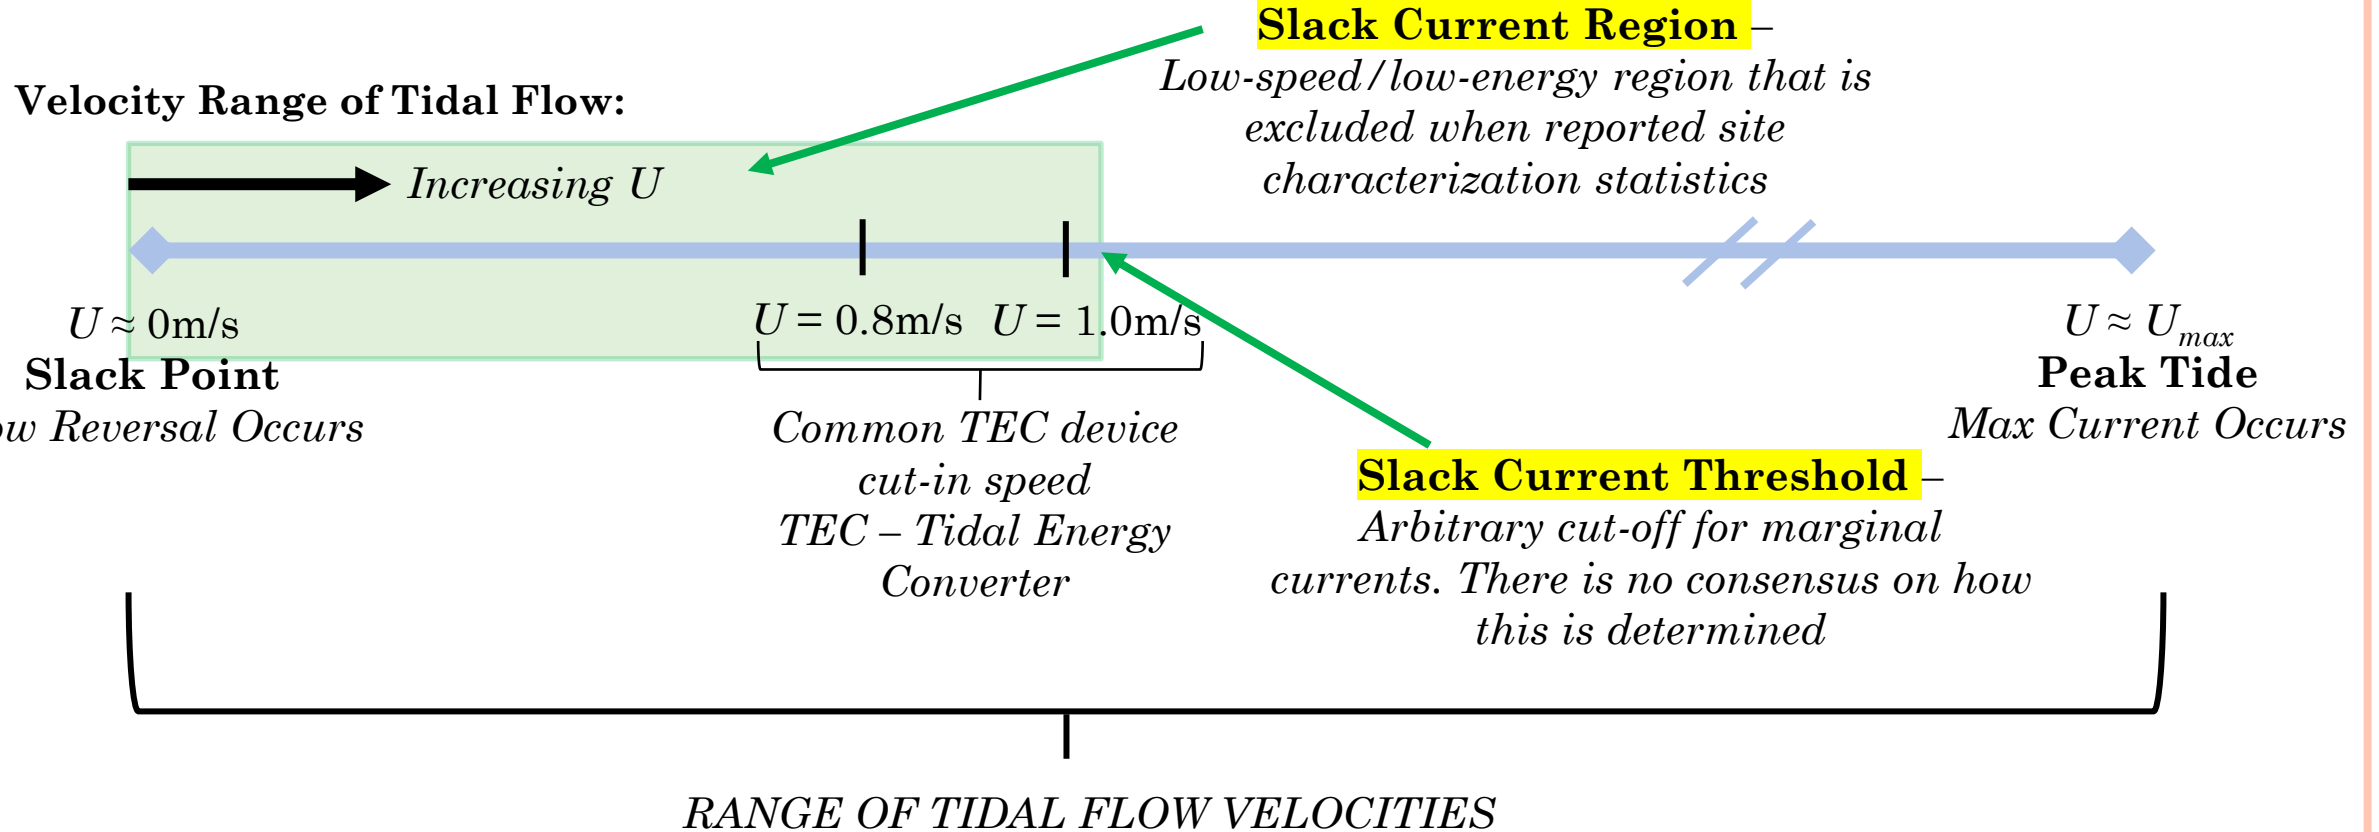 Slack Current Region –
Low-speed/low-energy region that is
excluded when reported site
characterization statistics
Velocity Range of Tidal Flow:
Increasing U
U ≈ 0m/s
Slack Point
Reversal Occurs
U = 0.8m/s
U = 1.0m/s
Common TEC device
cut-in speed
TEC – Tidal Energy
Converter
U ≈ Umax
Peak Tide
Max Current Occurs
Slack Current Threshold –
Arbitrary cut-off for marginal
currents. There is no consensus on how
this is determined
RANGE OF TIDAL FLOW VELOCITIES